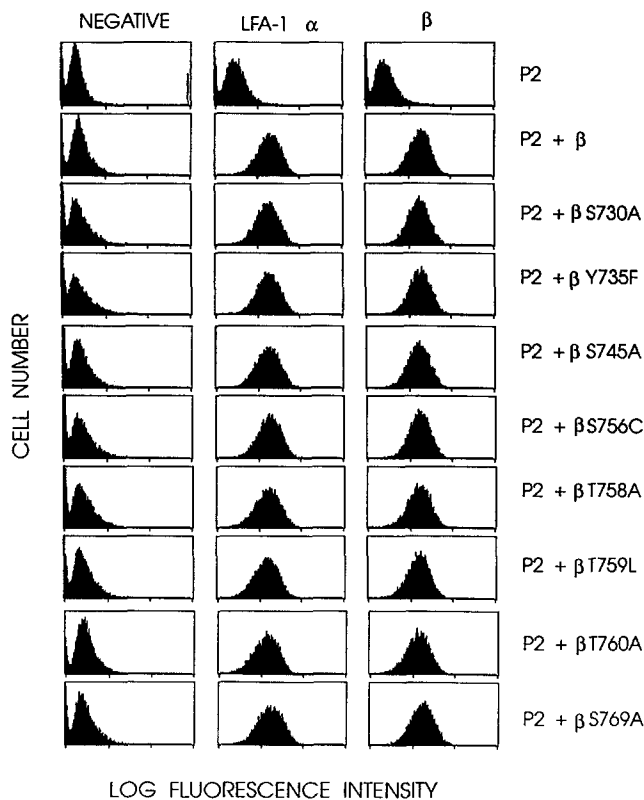 NEGATIVE LFA-1 α β
P2
P2 + β
P2 + β S730A
P2 + β Y735F
P2 + β S745A
P2 + β S756C
P2 + β T758A
P2 + β T759L
P2 + β T760A
P2 + β S769A
CELL NUMBER
LOG FLUORESCENCE INTENSITY